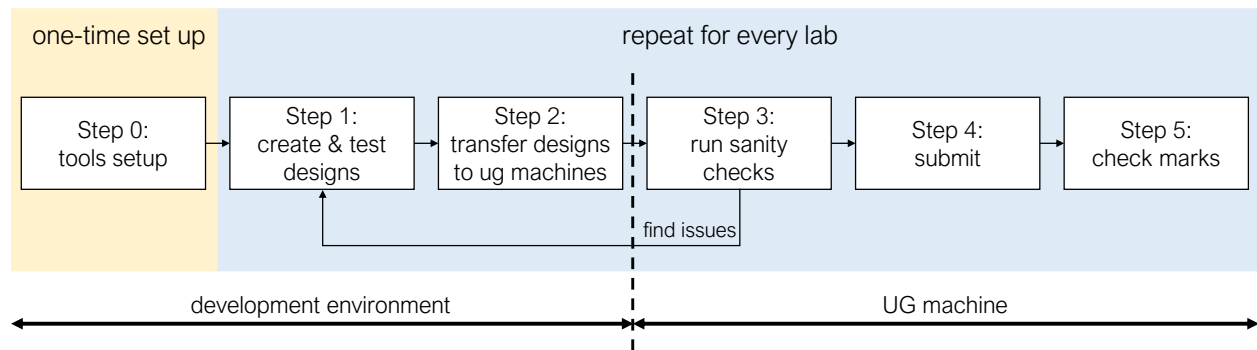 one-time set up
repeat for every lab
Step 0:
tools setup
Step 1:
create & test
designs
Step 2:
transfer designs
to ug machines
Step 3:
run sanity
checks
Step 4:
submit
Step 5:
check marks
find issues
development environment
UG machine